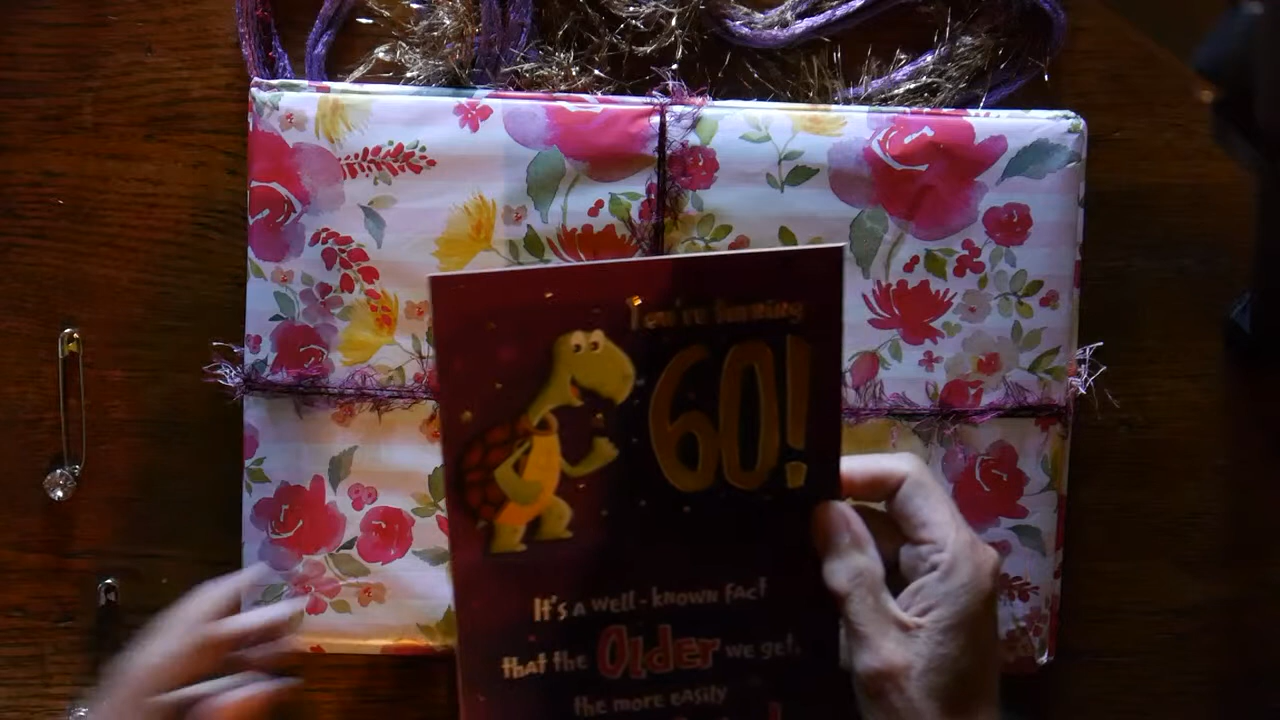 You're turning
60!
It's a well-known fact
that the Older we get,
the more easily